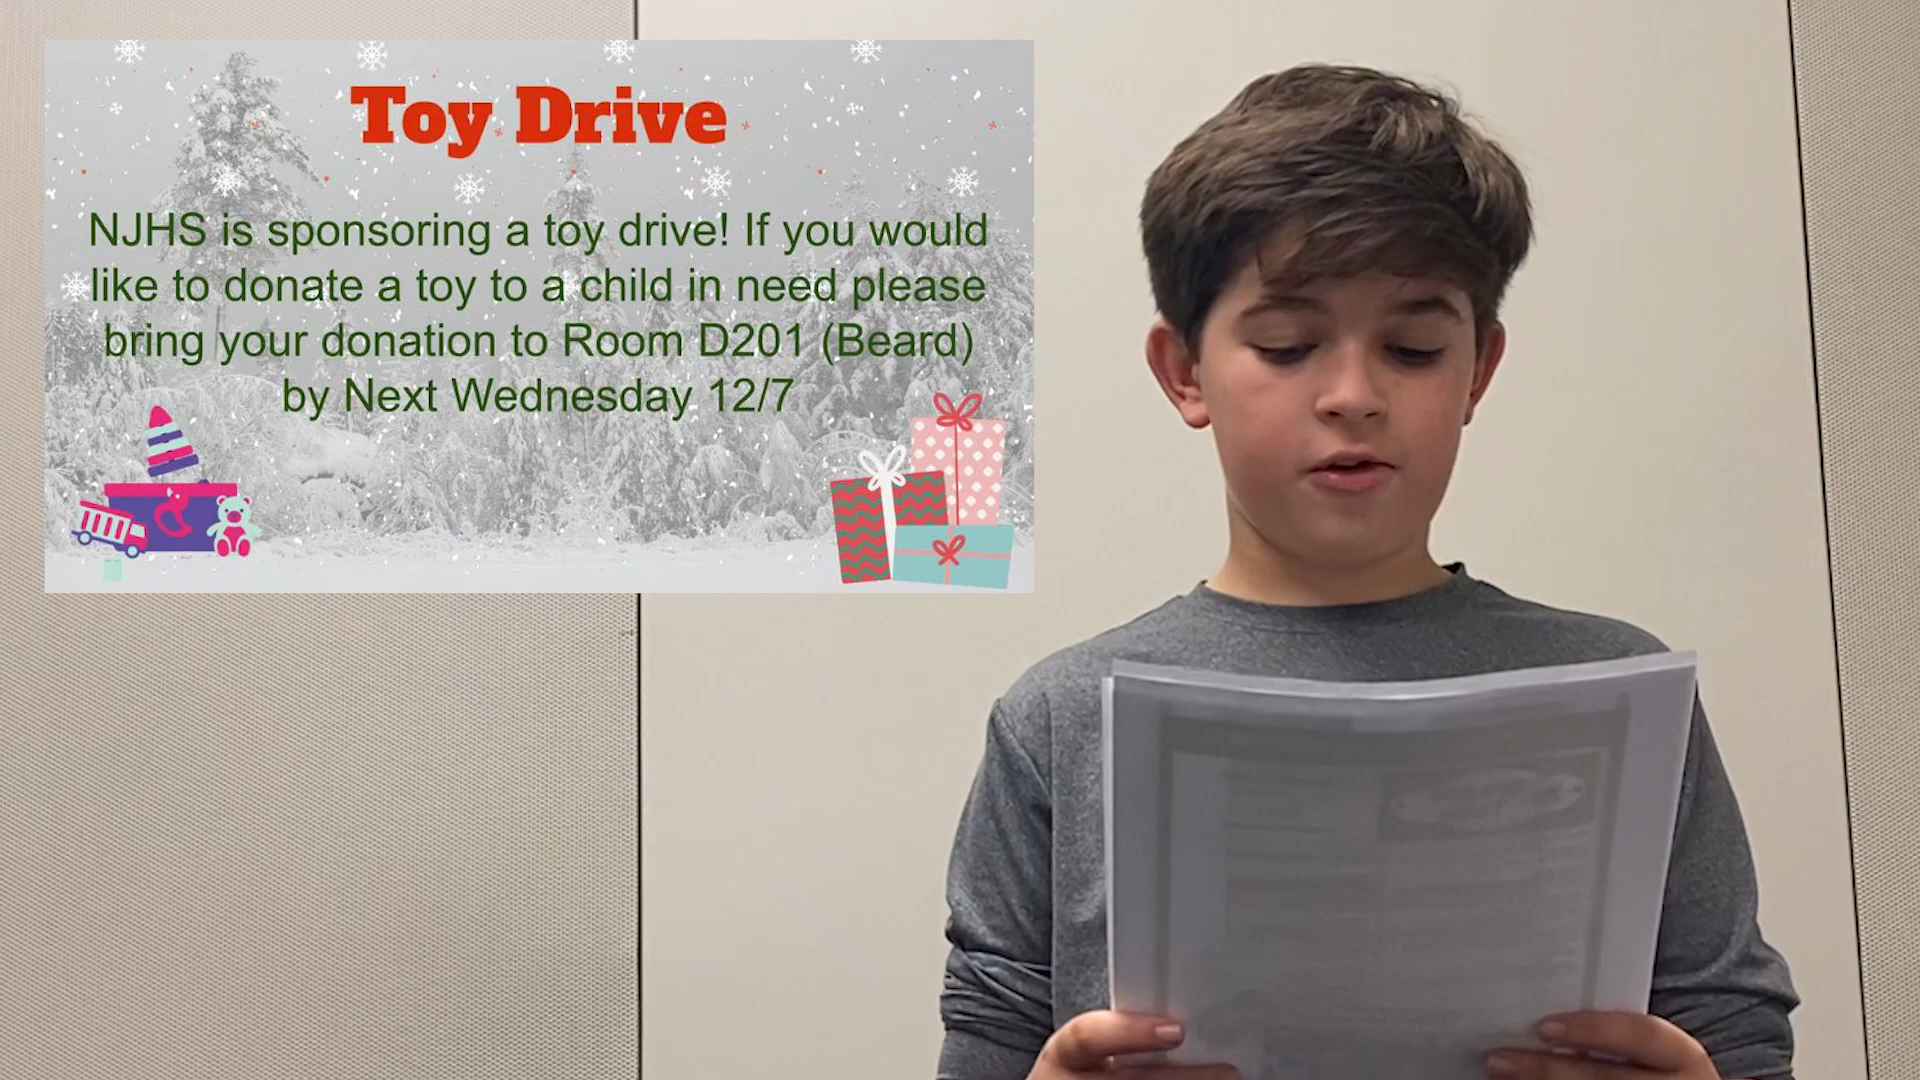 Toy Drive
NJHS is sponsoring a toy drive! If you would
like to donate a toy to a child in need please
bring your donation to Room D201 (Beard)
by Next Wednesday 12/7